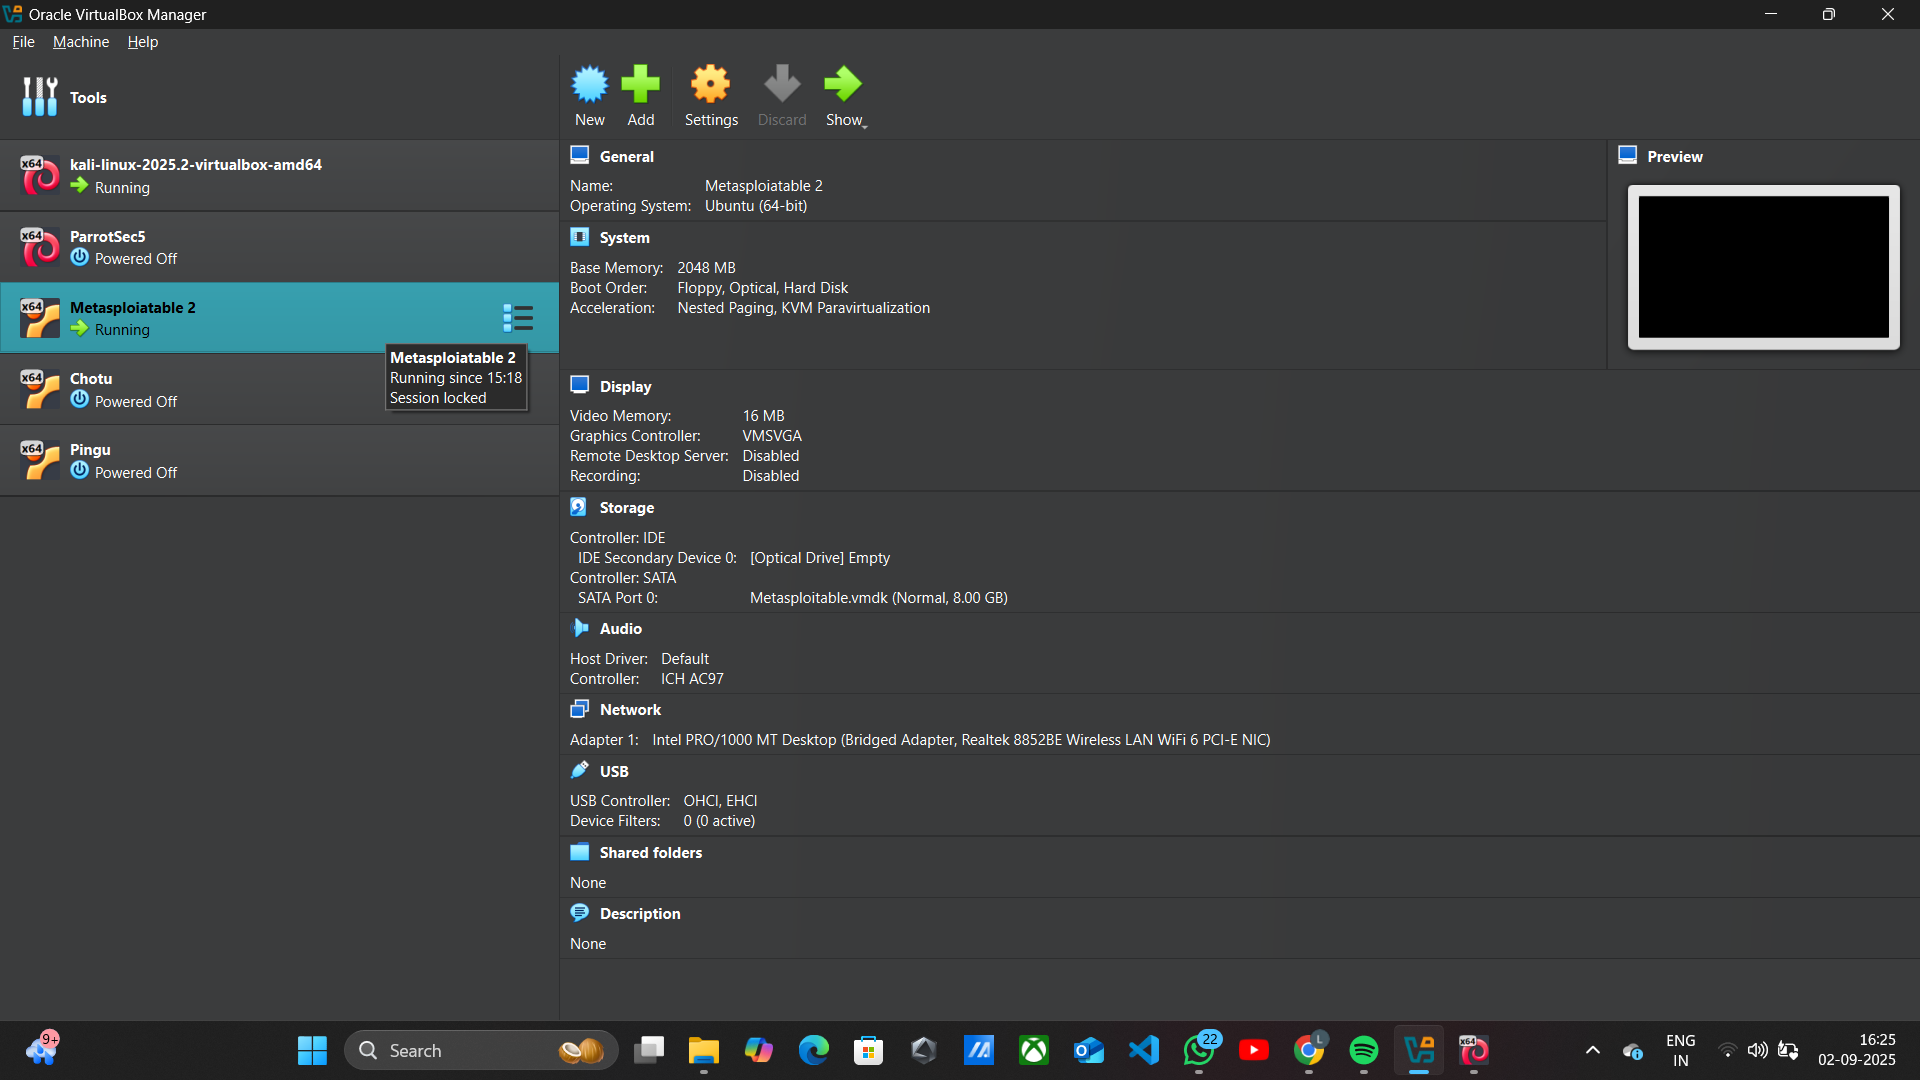 Oracle VirtualBox Manager
File Machine Help
Tools
New Add Settings Discard Show
x64 kali-linux-2025.2-virtualbox-amd64
Running
x64 ParrotSec5
Powered Off
x64 Metasploiatable 2
Running
Metasploiatable 2
Running since 15:18
Session locked
x64 Chotu
Powered Off
x64 Pingu
Powered Off
General
Name: Metasploiatable 2
Operating System: Ubuntu (64-bit)
System
Base Memory: 2048 MB
Boot Order: Floppy, Optical, Hard Disk
Acceleration: Nested Paging, KVM Paravirtualization
Preview
Display
Video Memory: 16 MB
Graphics Controller: VMSVGA
Remote Desktop Server: Disabled
Recording: Disabled
Storage
Controller: IDE
IDE Secondary Device 0: [Optical Drive] Empty
Controller: SATA
SATA Port 0: Metasploitable.vmdk (Normal, 8.00 GB)
Audio
Host Driver: Default
Controller: ICH AC97
Network
Adapter 1: Intel PRO/1000 MT Desktop (Bridged Adapter, Realtek 8852BE Wireless LAN WiFi 6 PCI-E NIC)
USB
USB Controller: OHCI, EHCI
Device Filters: 0 (0 active)
Shared folders
None
Description
None
9+
Search
22
L
x64
ENG
IN
16:25
02-09-2025